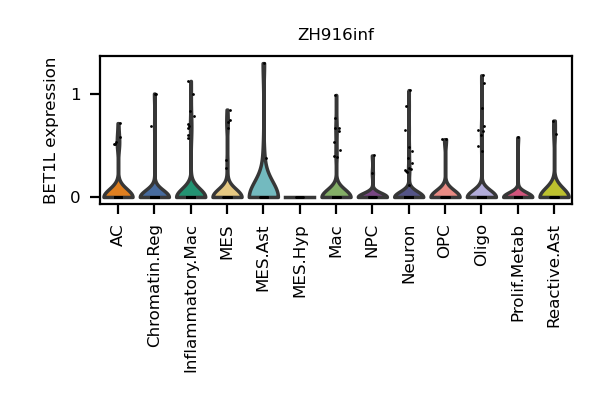 ZH916inf
BET1L expression
1
0
AC
Chromatin.Reg
Inflammatory.Mac
MES
MES.Ast
MES.Hyp
Mac
NPC
Neuron
OPC
Oligo
Prolif.Metab
Reactive.Ast